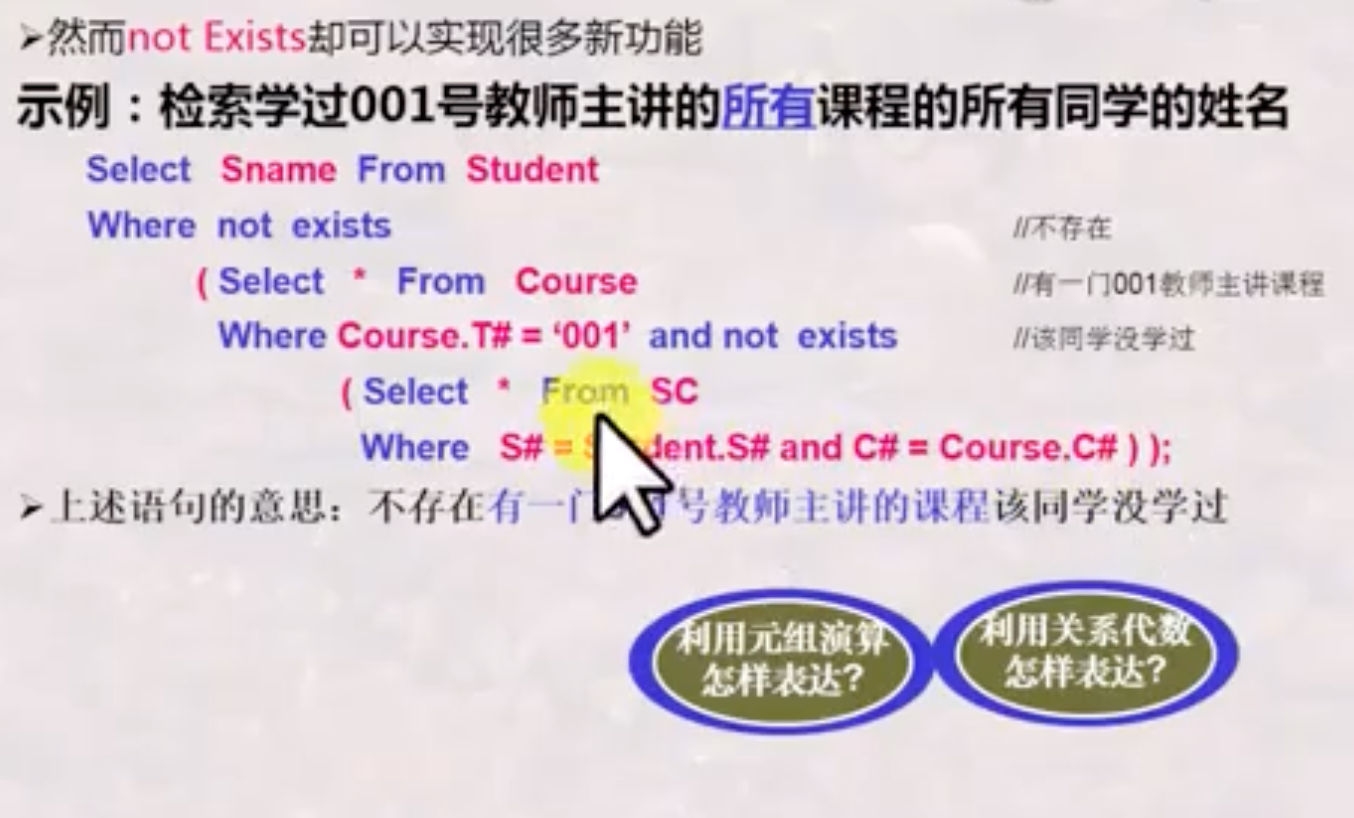 ➢然而not Exists却可以实现很多新功能
示例：检索学过001号教师主讲的所有课程的所有同学的姓名
Select Sname From Student
Where not exists //不存在
( Select * From Course //有一门001教师主讲课程
Where Course.T# = ‘001’ and not exists //该同学没学过
( Select * From SC
Where S# = dent.S# and C# = Course.C# ) );
➢上述语句的意思：不存在有一门号教师主讲的课程该同学没学过
利用元组演算
怎样表达?
利用关系代数
怎样表达?